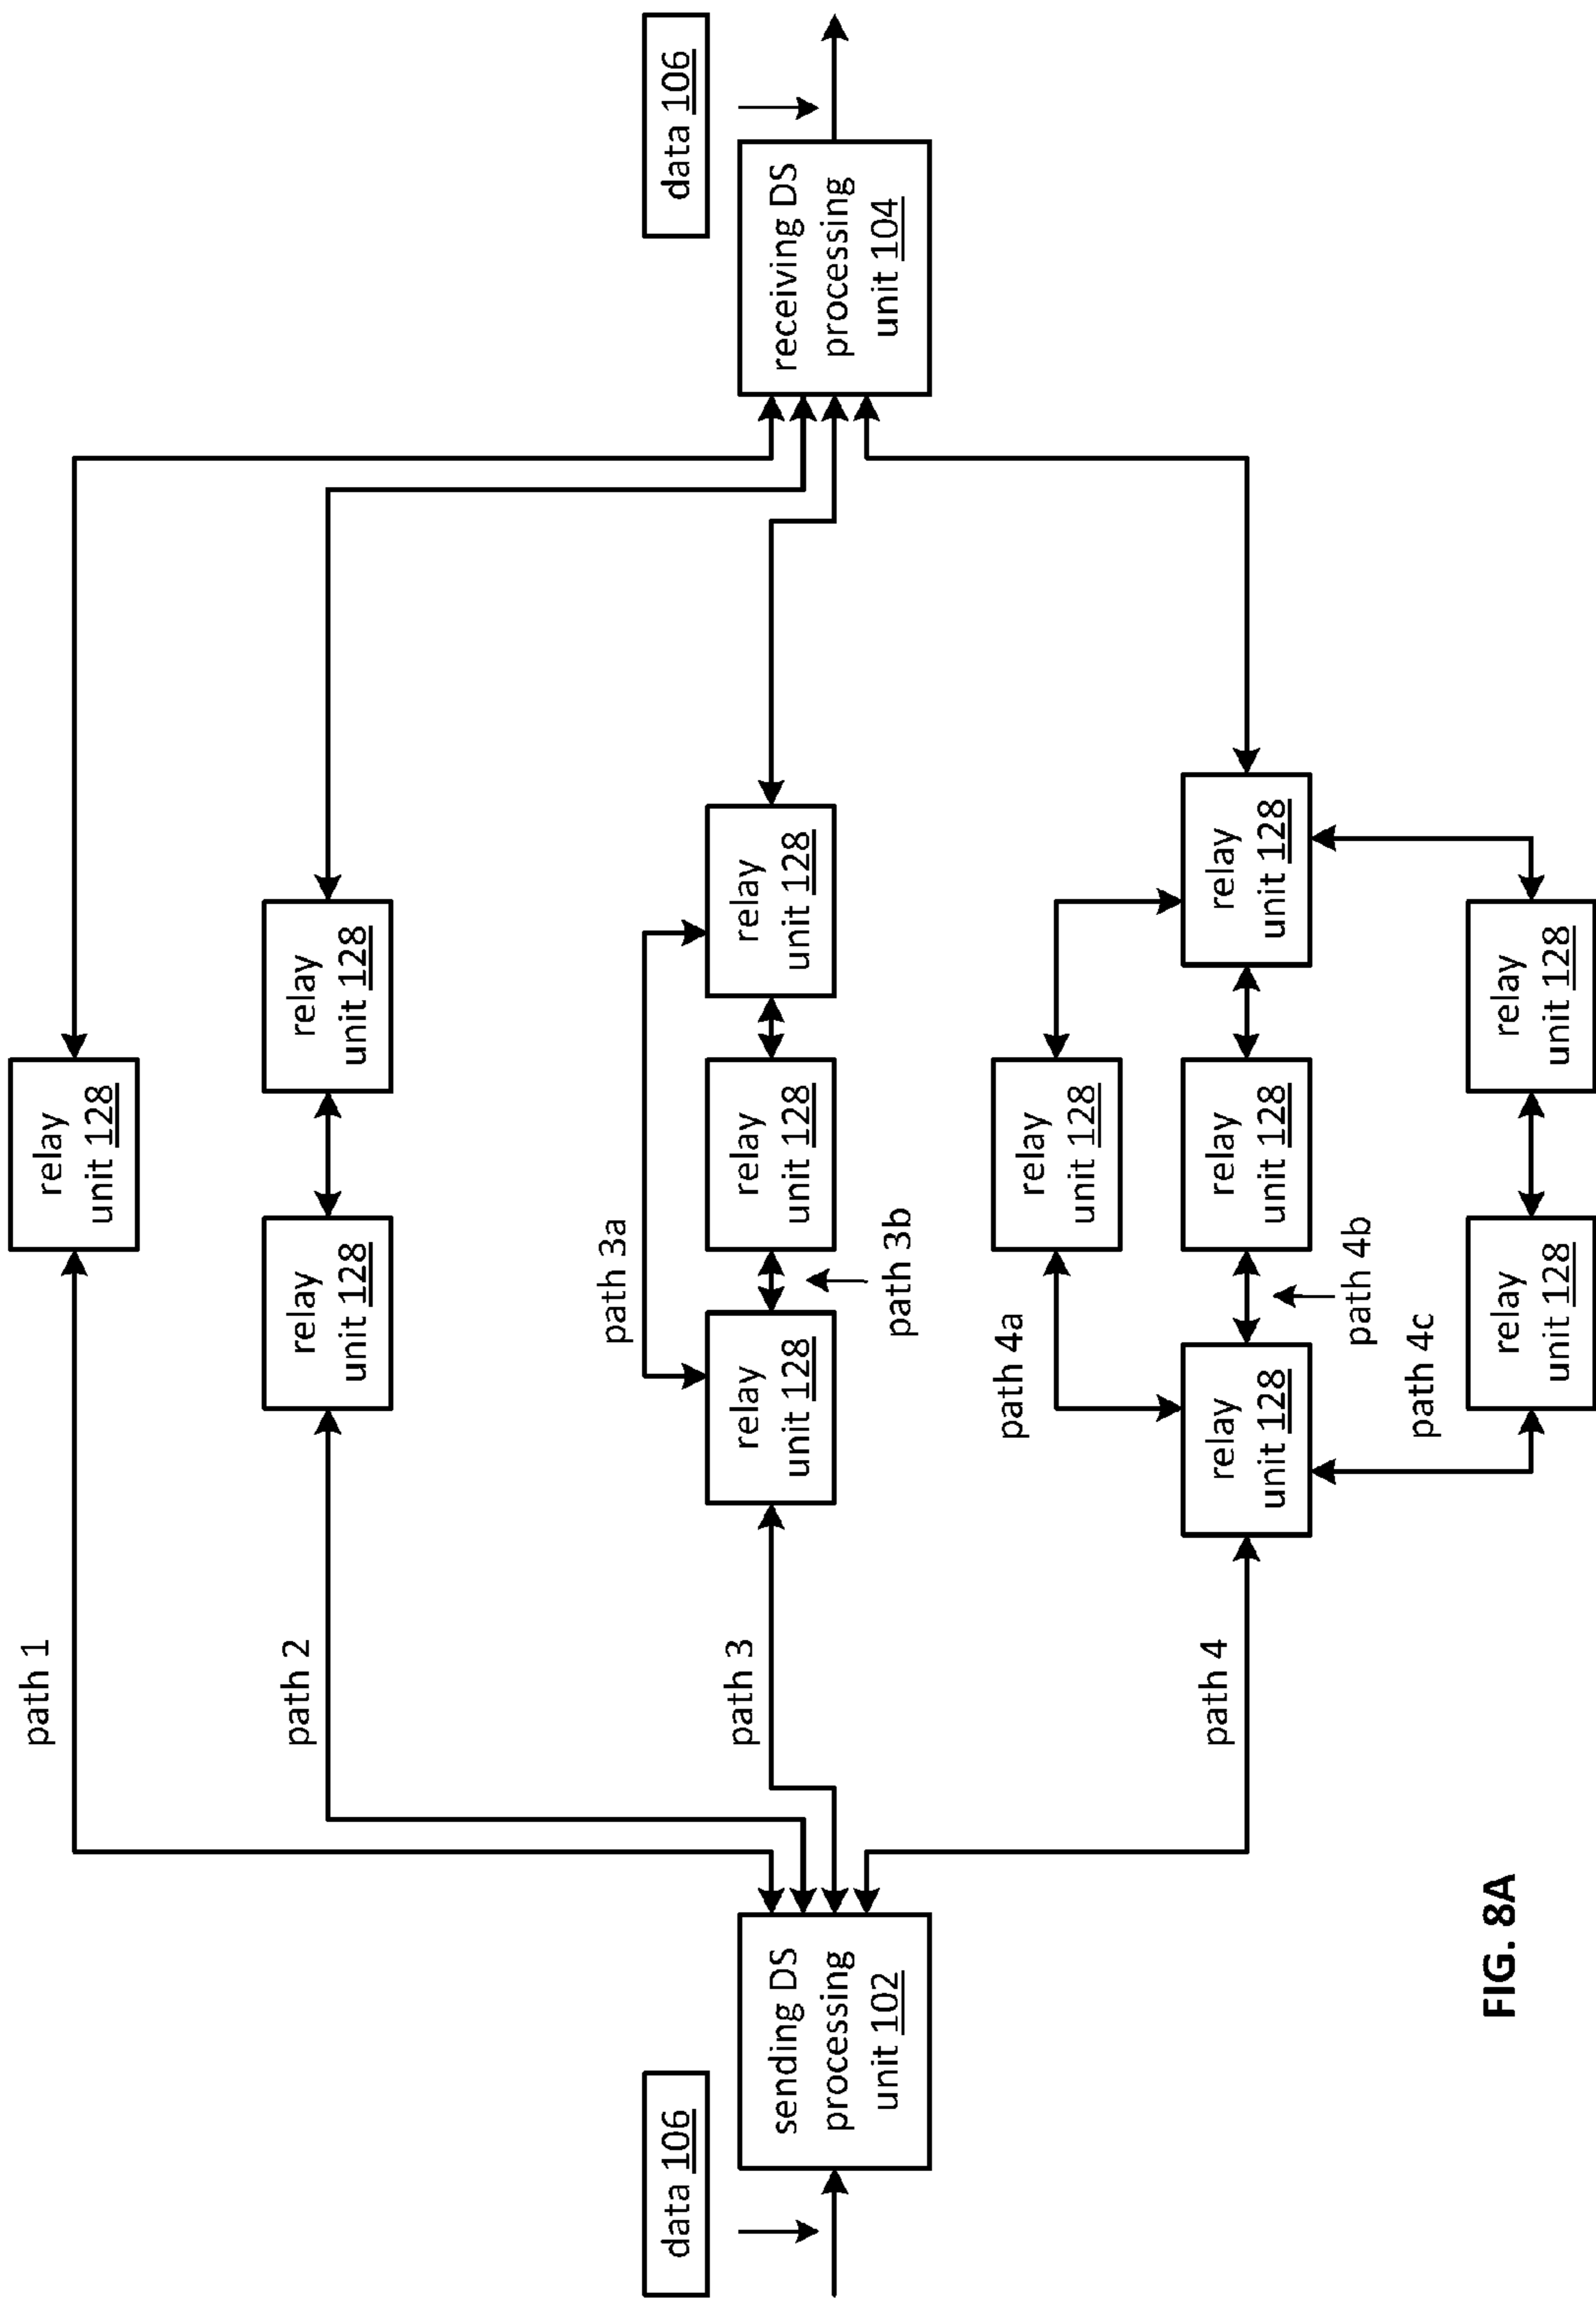 path 1
relay
unit 128
path 2
relay
unit 128
relay
unit 128
data 106
sending DS
processing
unit 102
path 3
path 3a
relay
unit 128
relay
unit 128
relay
unit 128
path 3b
data 106
receiving DS
processing
unit 104
path 4
path 4a
relay
unit 128
relay
unit 128
path 4b
relay
unit 128
relay
unit 128
path 4c
relay
unit 128
relay
unit 128
FIG. 8A